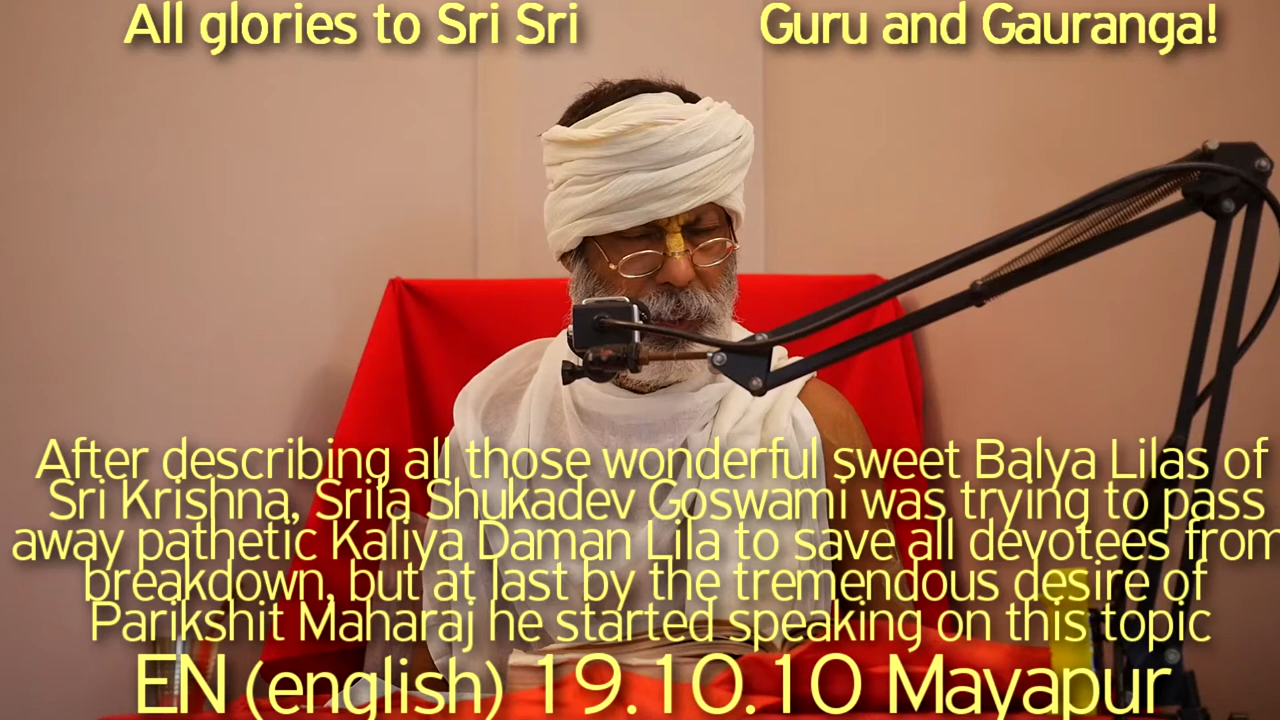 All glories to Sri Sri Guru and Gauranga!
After describing all those wonderful sweet Balya Lilas of
Sri Krishna, Srila Shukadev Goswami was trying to pass
away pathetic Kaliya Daman Lila to save all devotees from
breakdown, but at last by the tremendous desire of
Parikshit Maharaj he started speaking on this topic
EN (english) 19.10.10 Mayapur